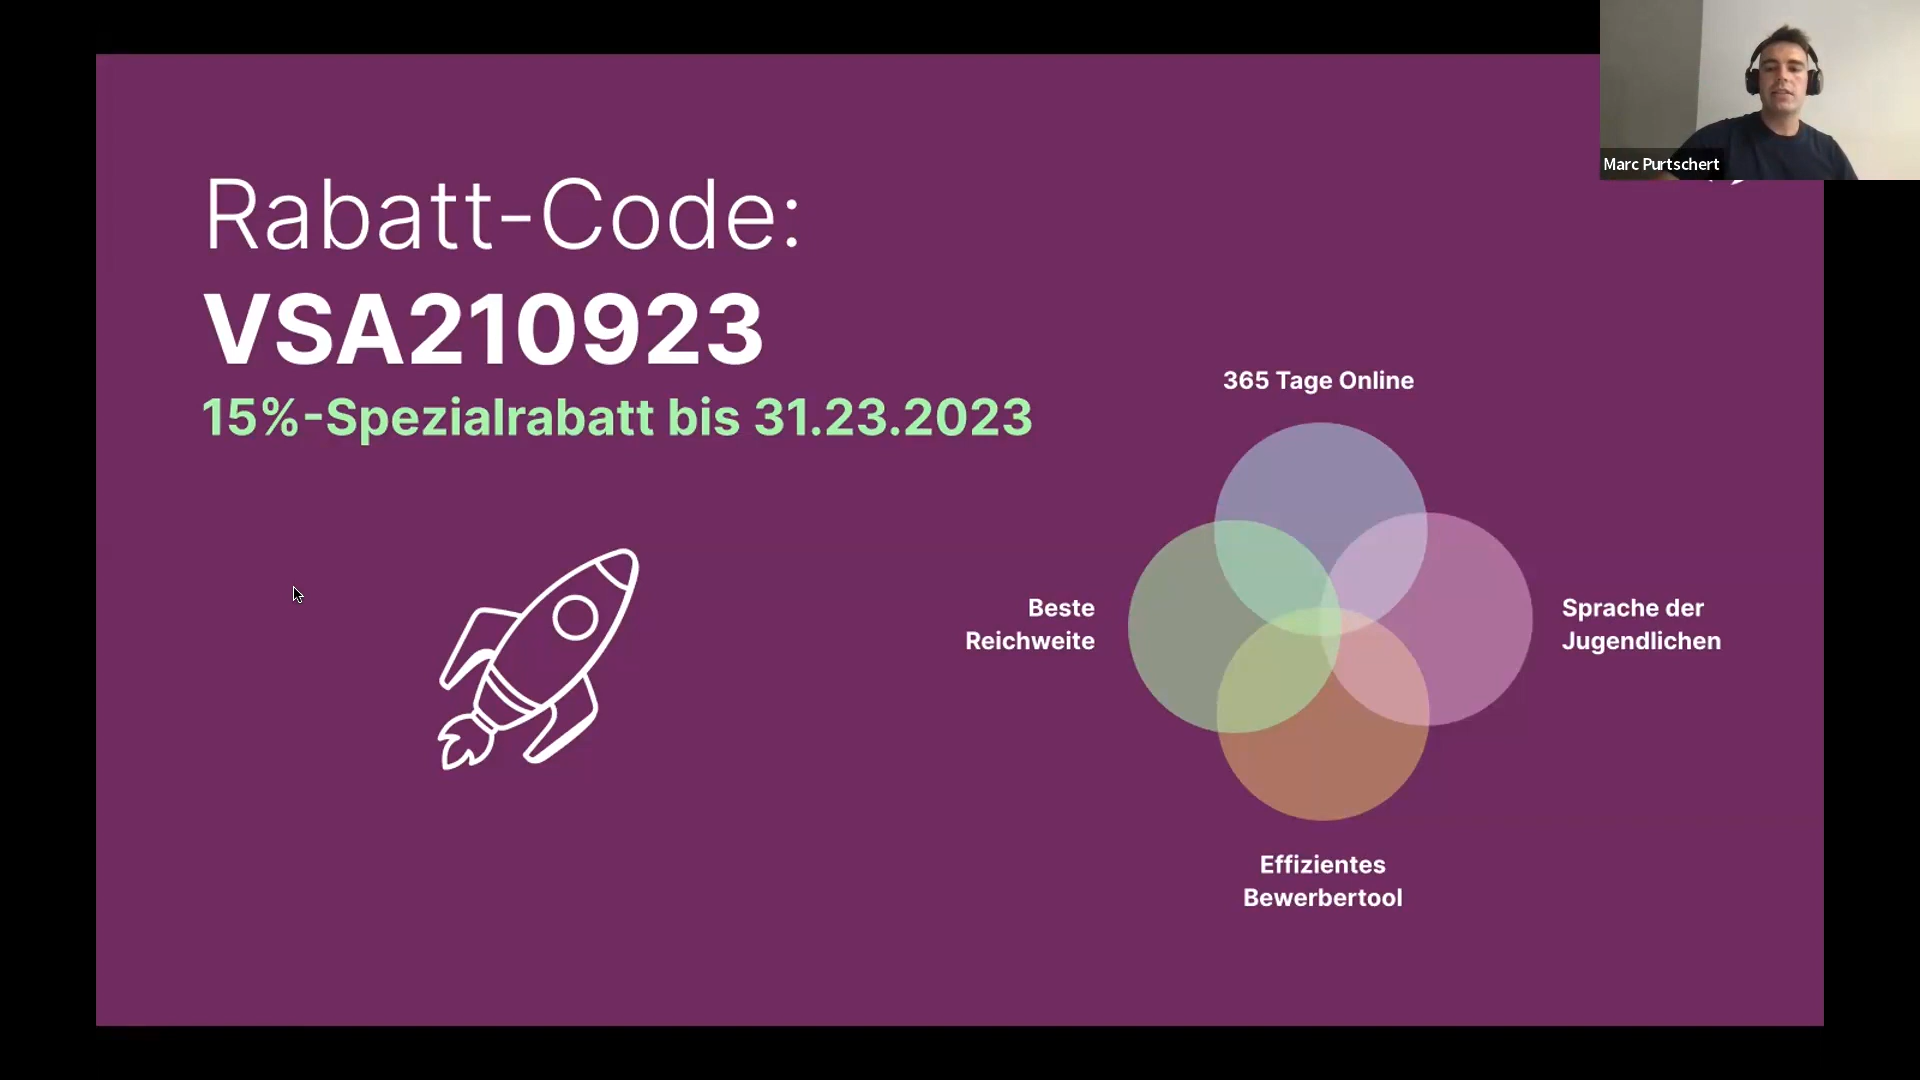 Marc Purtschert
Rabatt-Code:
VSA210923
15%-Spezialrabatt bis 31.23.2023
365 Tage Online
Beste
Reichweite
Sprache der
Jugendlichen
Effizientes
Bewerbertool